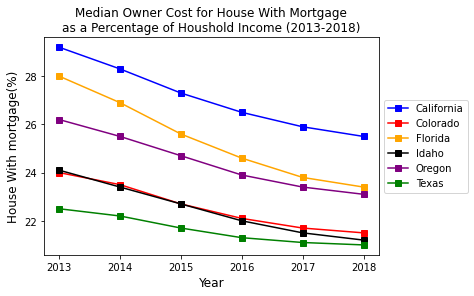 Median Owner Cost for House With Mortgage
as a Percentage of Houshold Income (2013-2018)
House With mortgage(%)
28
26
24
22
2013 2014 2015 2016 2017 2018
Year
California
Colorado
Florida
Idaho
Oregon
Texas